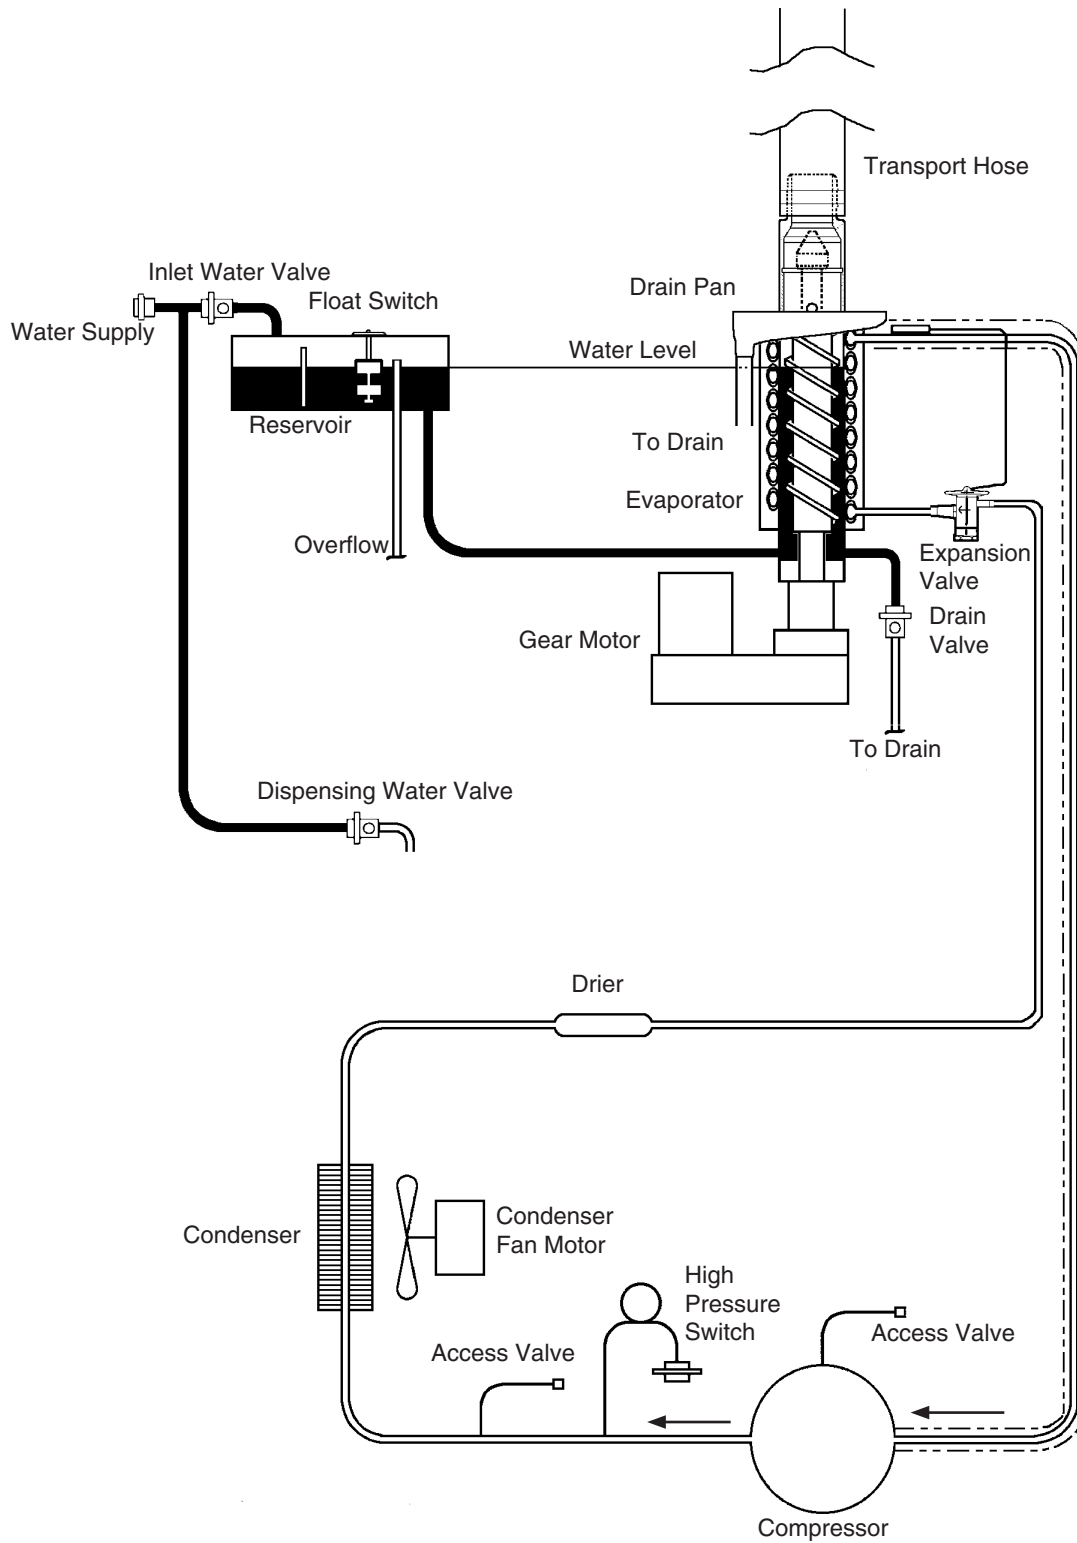 Transport Hose
Inlet Water Valve
Float Switch
Drain Pan
Water Supply
Water Level
Reservoir
To Drain
Evaporator
Overflow
Expansion
Valve
Drain
Valve
Gear Motor
To Drain
Dispensing Water Valve
Drier
Condenser
Condenser
Fan Motor
High
Pressure
Switch
Access Valve
Access Valve
Compressor